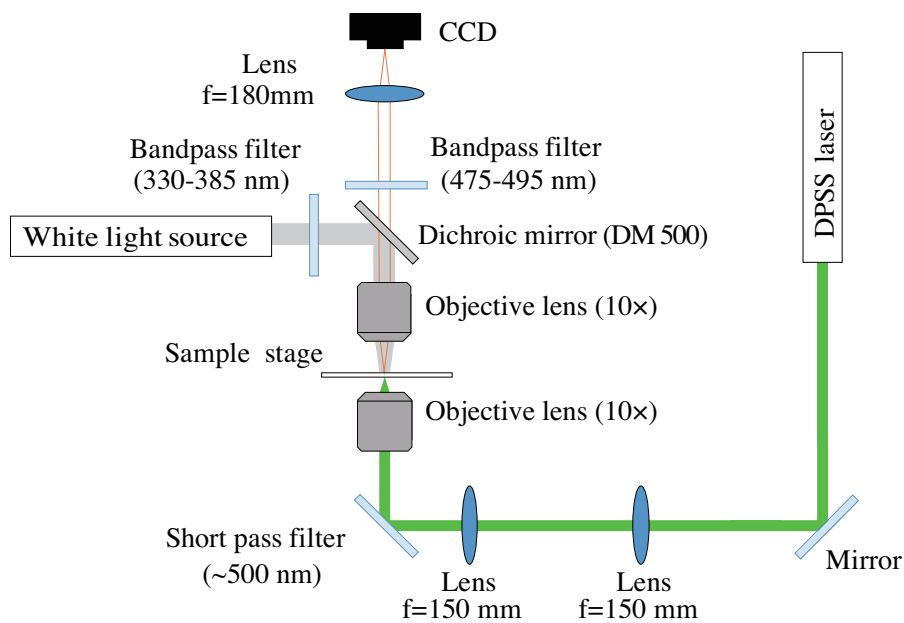 CCD
Lens
f=180mm
Bandpass filter
(330-385 nm)
Bandpass filter
(475-495 nm)
DPSS laser
White light source
Dichroic mirror (DM 500)
Objective lens (10×)
Sample stage
Objective lens (10×)
Short pass filter
(~500 nm)
Lens
f=150 mm
Lens
f=150 mm
Mirror